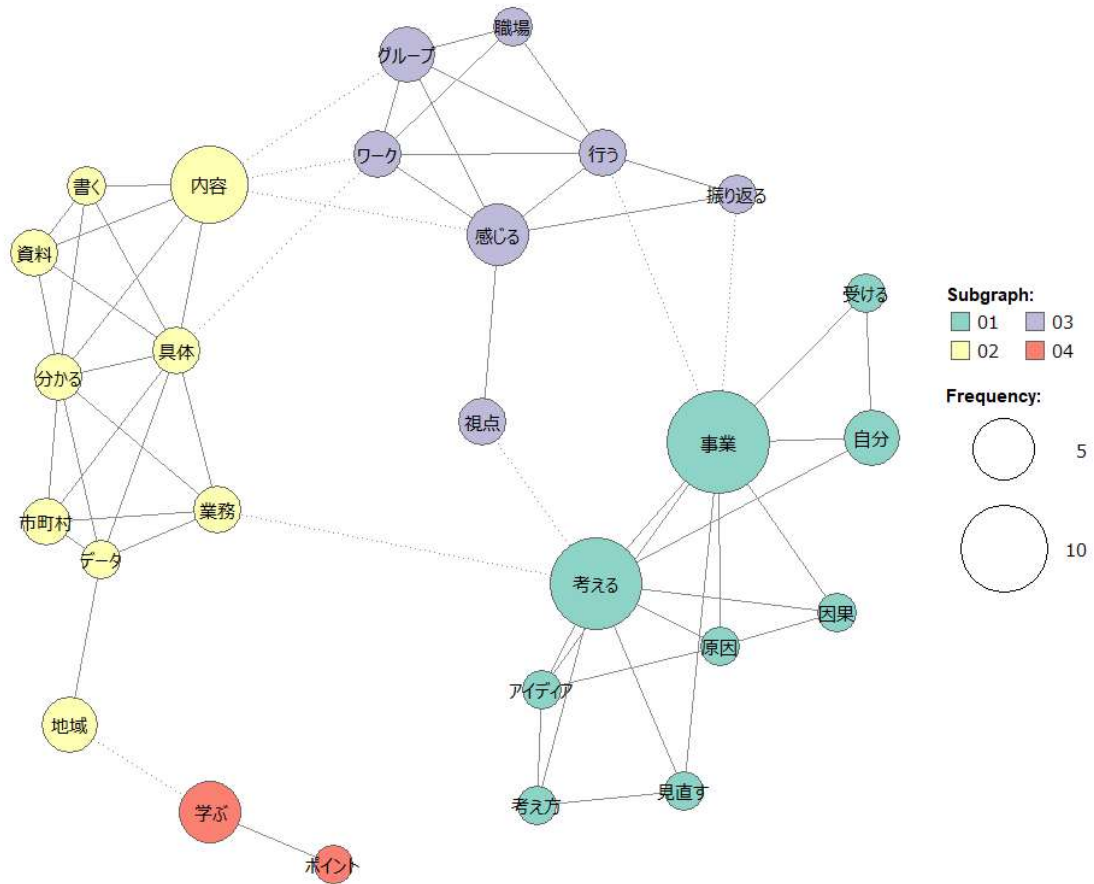 職場
グループ
ワーク
行う
内容
書く
振り返る
感じる
資料
受ける
具体
分かる
視点
自分
事業
業務
市町村
データ
考える
因果
原因
アイディア
地域
見直す
考え方
学ぶ
ポイント
Subgraph:
01 03
02 04
Frequency:
5
10